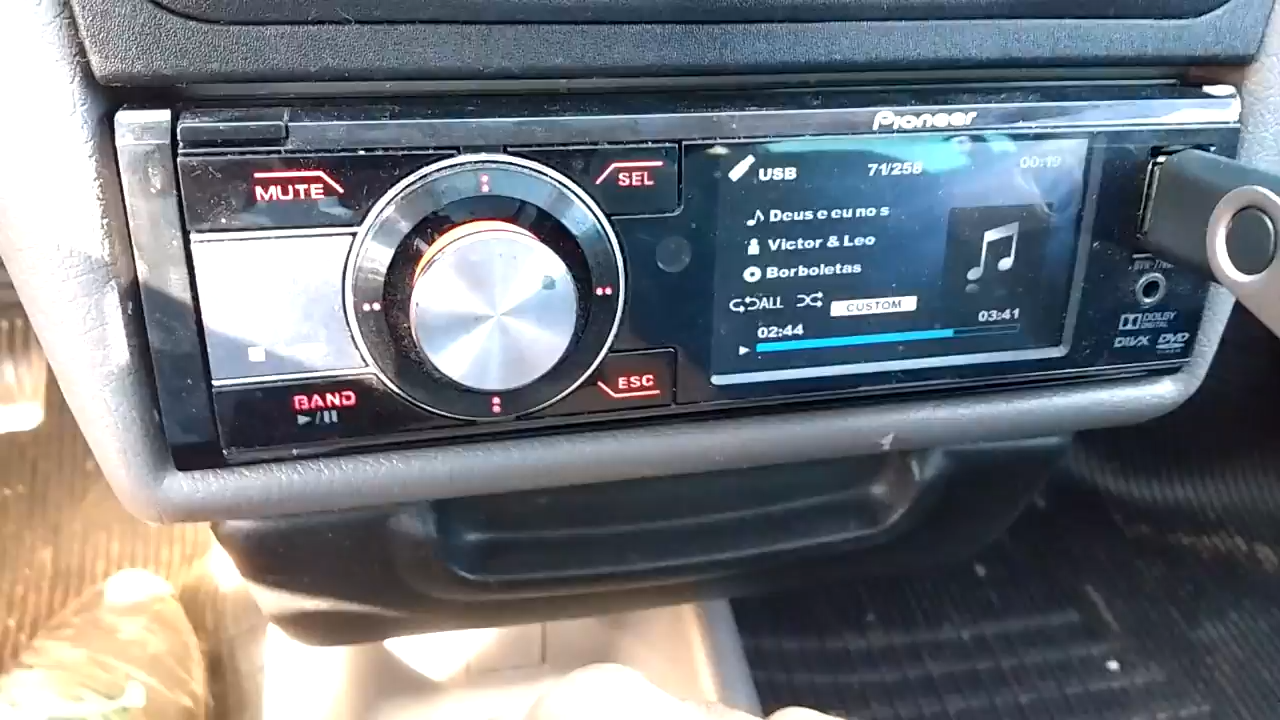 Pioneer
MUTE
SEL
USB
71/258
00:19
Deus e eu no s
Victor & Leo
Borboletas
ALL
CUSTOM
02:44
03:41
BAND
ESC
DOLBY
DIGITAL
DIVX
DVD